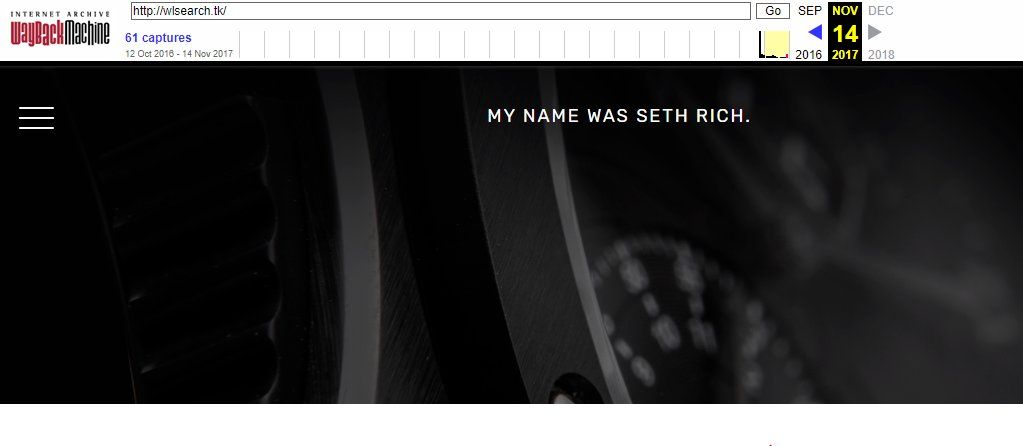 INTERNET ARCHIVE
WayBackMachine
http://wlsearch.tk/
Go
SEP
NOV
DEC
61 captures
14
12 Oct 2016 - 14 Nov 2017
2016
2017
2018
MY NAME WAS SETH RICH.